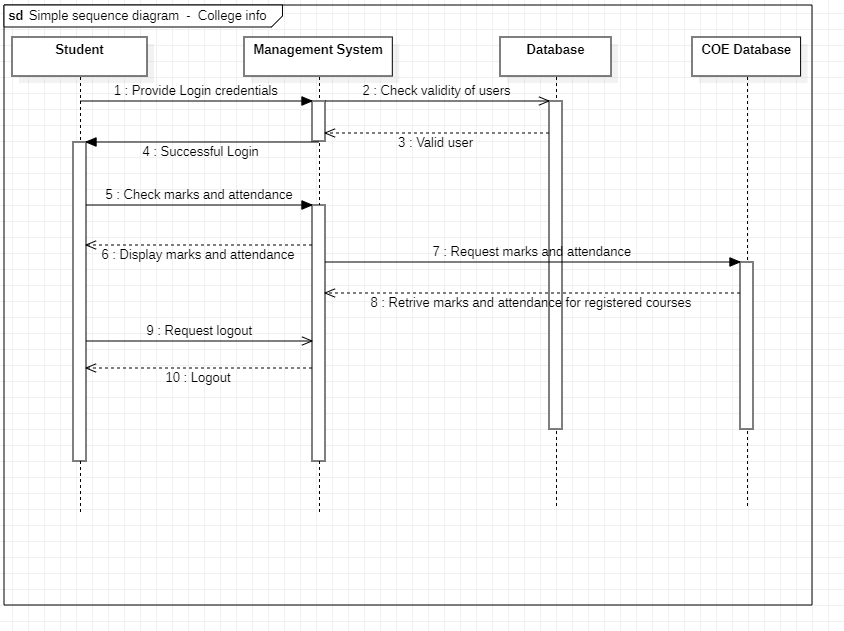 sd Simple sequence diagram - College info
Student
Management System
Database
COE Database
1 : Provide Login credentials
2 : Check validity of users
3 : Valid user
4 : Successful Login
5 : Check marks and attendance
6 : Display marks and attendance
7 : Request marks and attendance
8 : Retrive marks and attendance for registered courses
9 : Request logout
10 : Logout